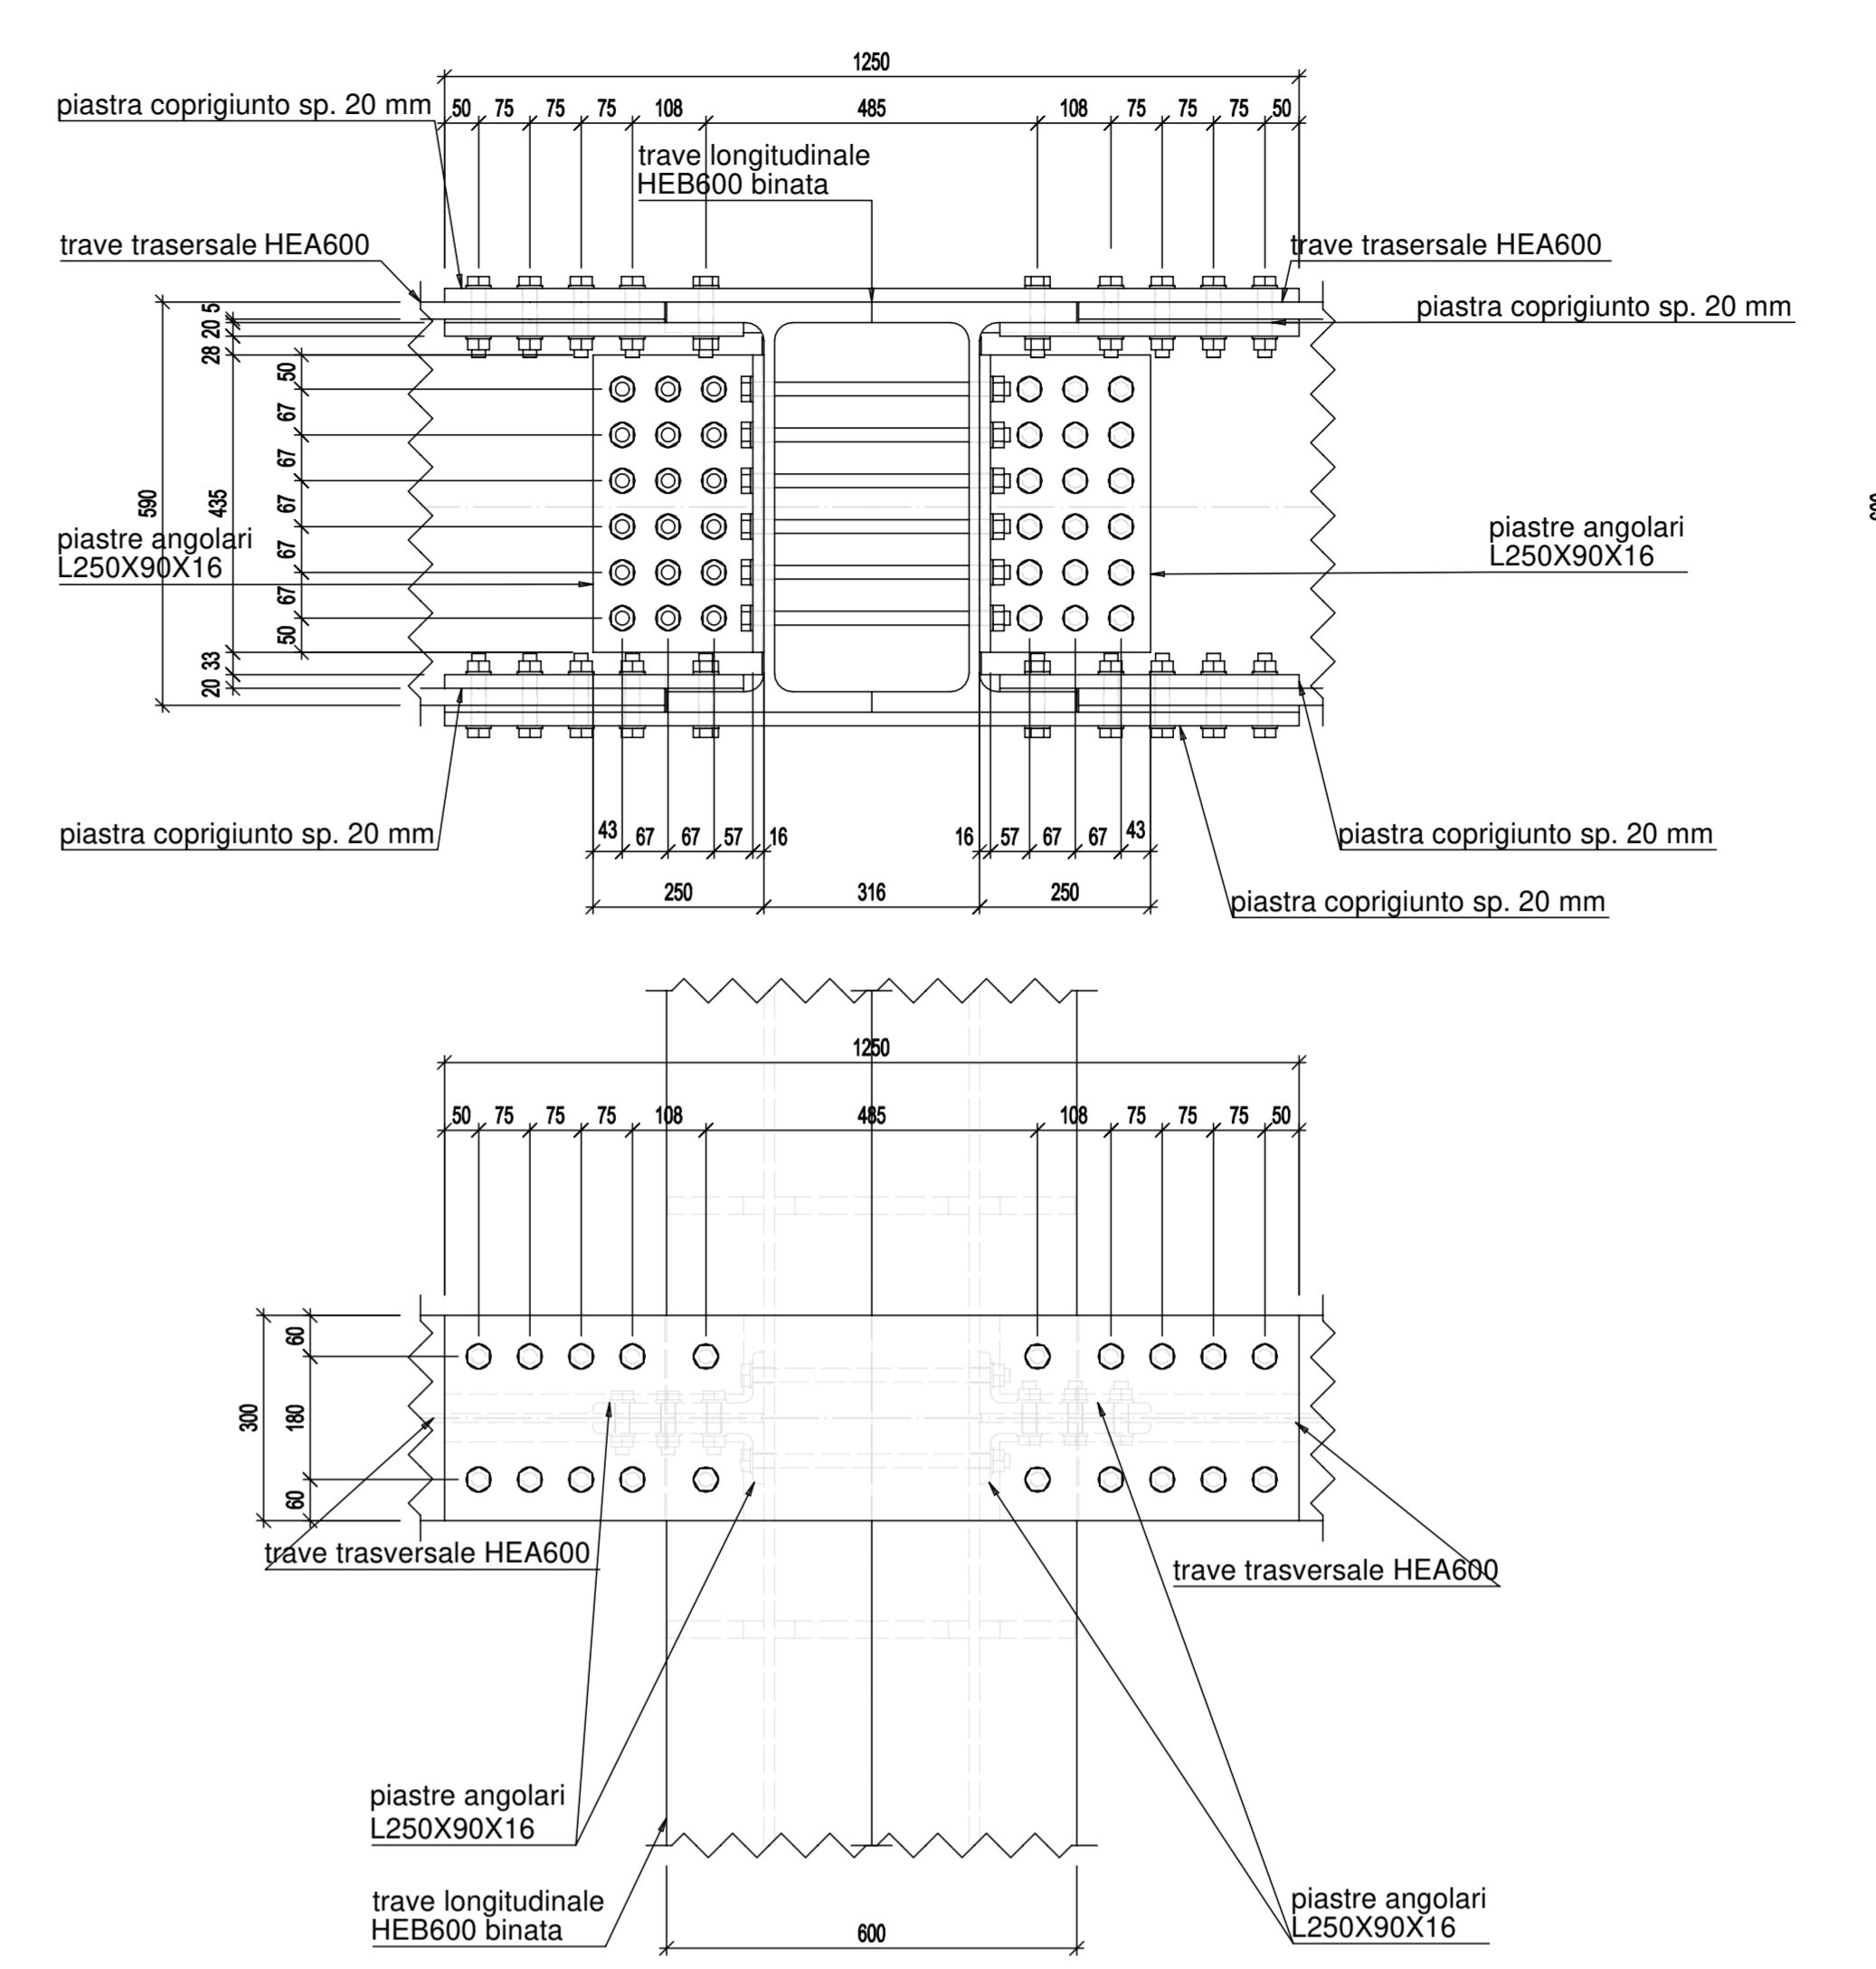 1250
piastra coprigiunto sp. 20 mm
50 75 75 75 108 485 108 75 75 75 50
trave longitudinale
HEB600 binata
trave trasersale HEA600
trave trasersale HEA600
piastra coprigiunto sp. 20 mm
5
20
28
50
67
67
67
67
67
50
590
435
33
20
piastre angolari
L250X90X16
piastre angolari
L250X90X16
43 67 67 57 16
16 57 67 67 43
piastra coprigiunto sp. 20 mm
piastra coprigiunto sp. 20 mm
250 316 250
piastra coprigiunto sp. 20 mm
1250
50 75 75 75 108 485 108 75 75 75 50
60
300
180
60
trave trasversale HEA600
trave trasversale HEA600
piastre angolari
L250X90X16
trave longitudinale
HEB600 binata
piastre angolari
L250X90X16
600